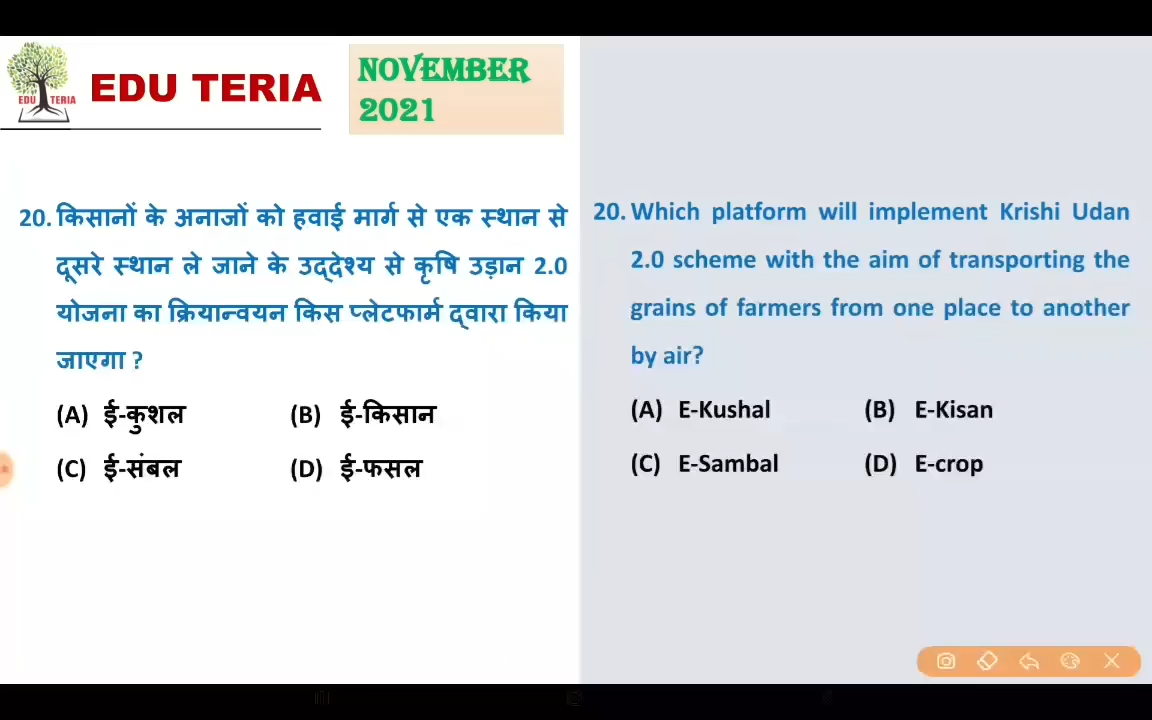 EDU TERIA
EDU TERIA
NOVEMBER
2021
20. किसानों के अनाजों को हवाई मार्ग से एक स्थान से
दूसरे स्थान ले जाने के उद्देश्य से कृषि उड़ान 2.0
योजना का क्रियान्वयन किस प्लेटफार्म द्वारा किया
जाएगा ?
(A) ई-कुशल (B) ई-किसान
(C) ई-संबल (D) ई-फसल
20. Which platform will implement Krishi Udan
2.0 scheme with the aim of transporting the
grains of farmers from one place to another
by air?
(A) E-Kushal (B) E-Kisan
(C) E-Sambal (D) E-crop